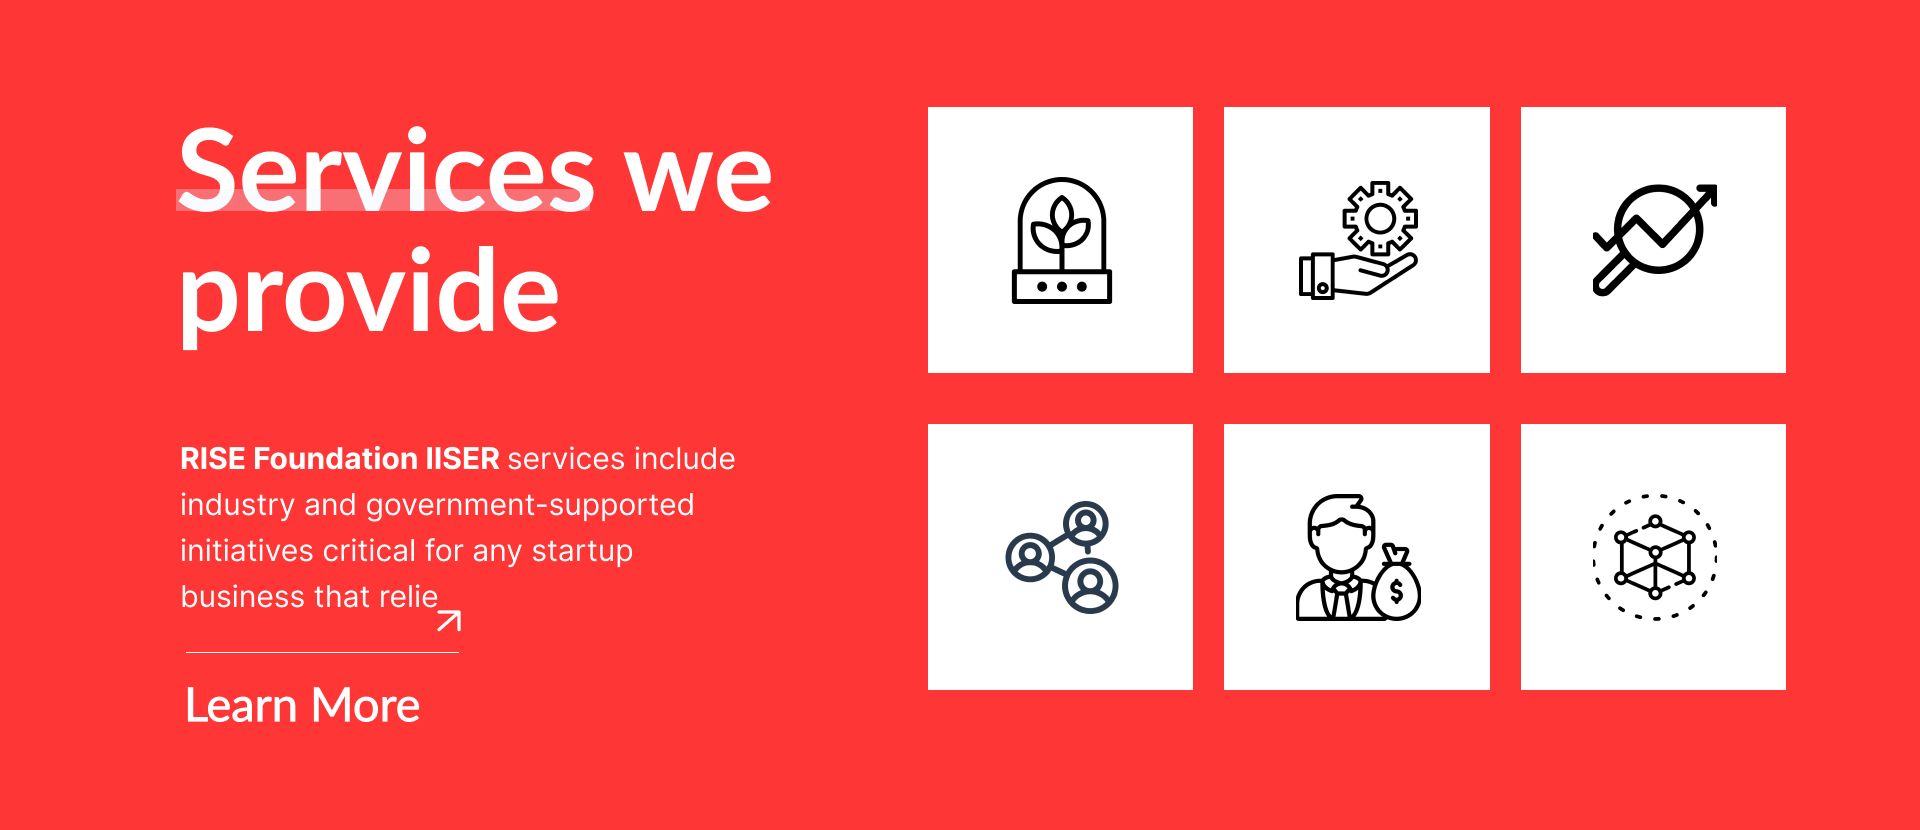 Services we
provide
RISE Foundation IISER services include
industry and government-supported
initiatives critical for any startup
business that relie
Learn More
$